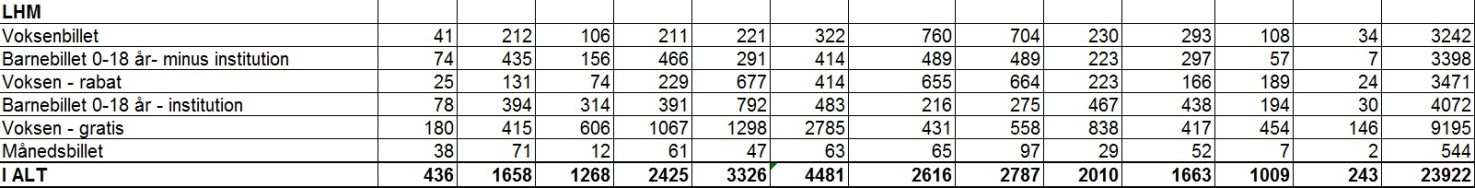 LHM
Voksenbillet 41 212 106 211 221 322 760 704 230 293 108 34 3242
Barnebillet 0-18 år- minus institution 74 435 156 466 291 414 489 489 223 297 57 7 3398
Voksen - rabat 25 131 74 229 677 414 655 664 223 166 189 24 3471
Barnebillet 0-18 år - institution 78 394 314 391 792 483 216 275 467 438 194 30 4072
Voksen - gratis 180 415 606 1067 1298 2785 431 558 838 417 454 146 9195
Månedsbillet 38 71 12 61 47 63 65 97 29 52 7 2 544
I ALT 436 1658 1268 2425 3326 4481 2616 2787 2010 1663 1009 243 23922